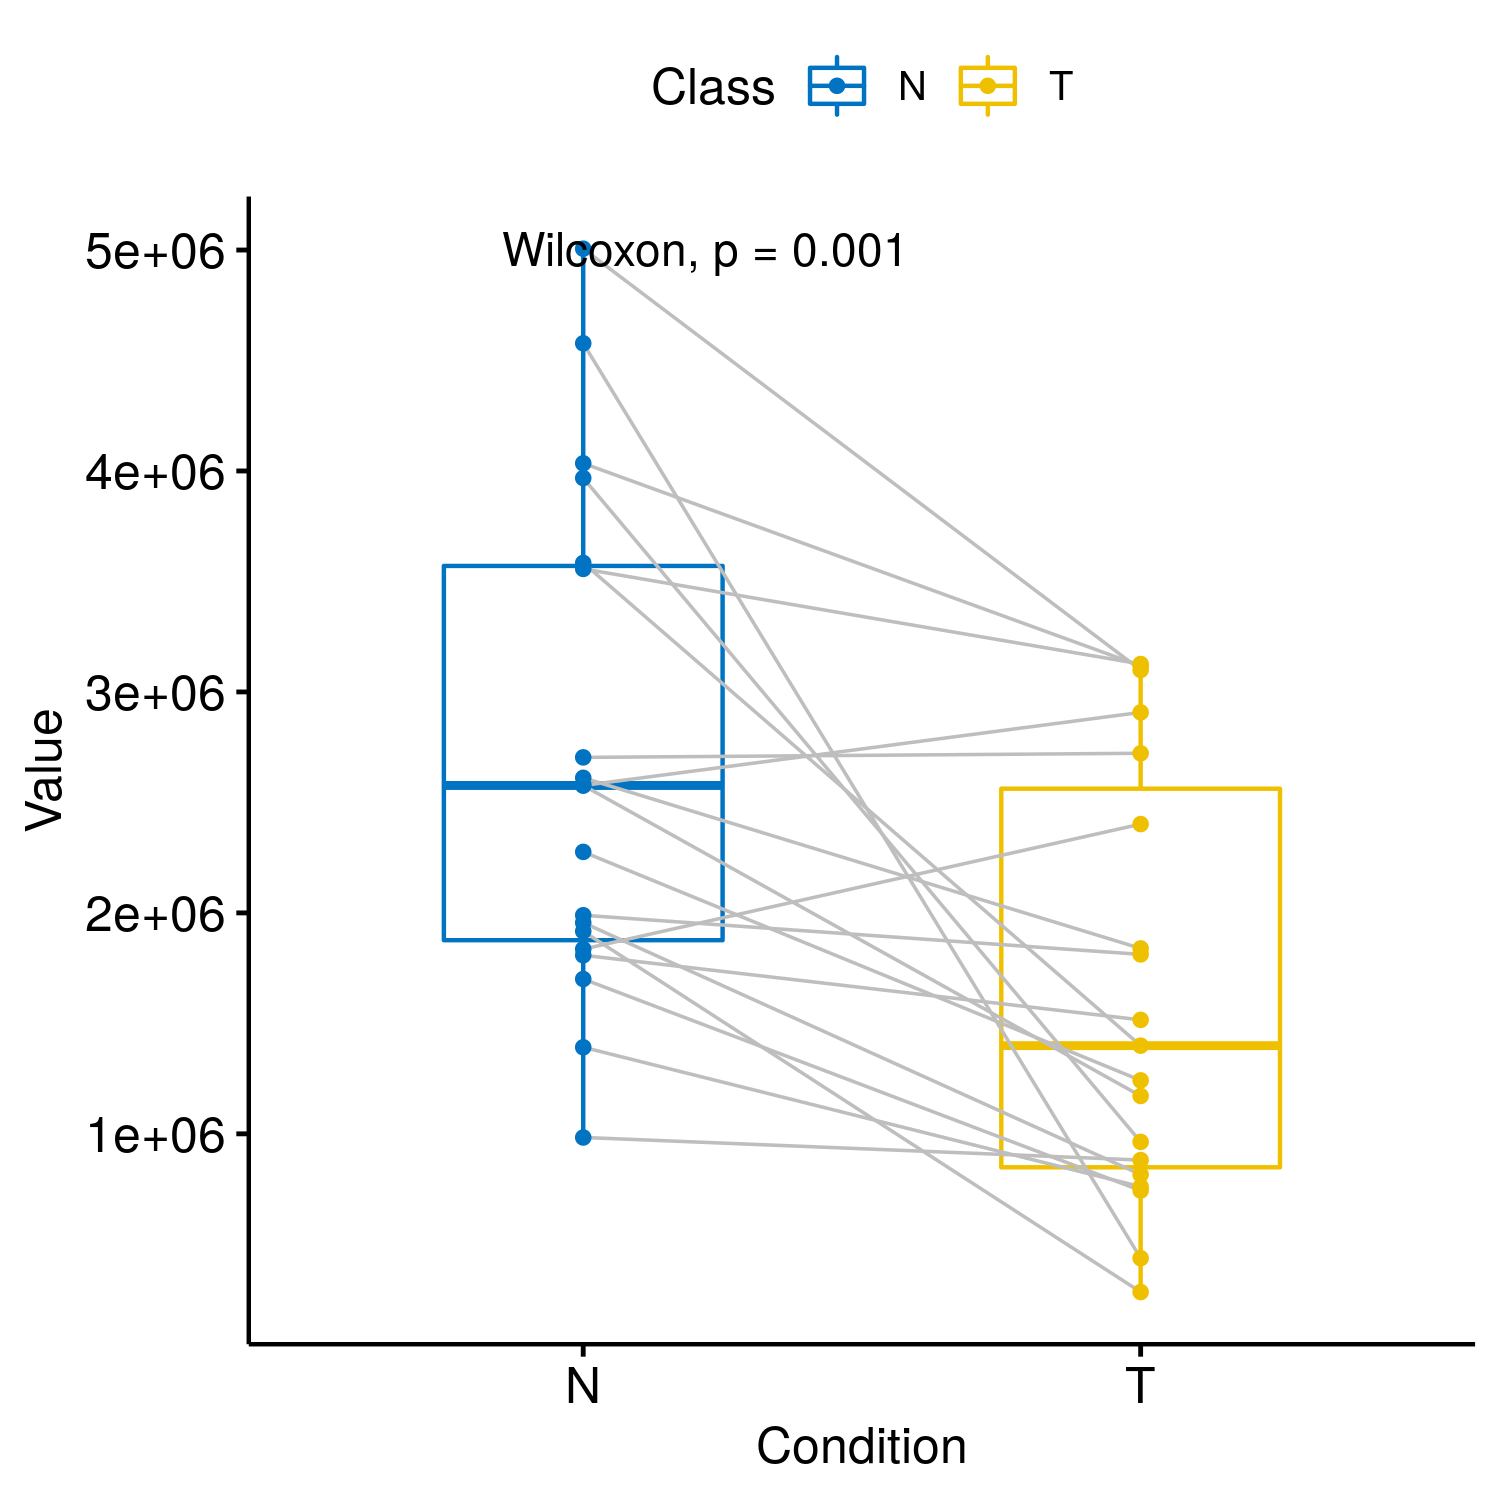 Class N T
Wilcoxon, p = 0.001
5e+06
4e+06
3e+06
2e+06
1e+06
Value
N T
Condition